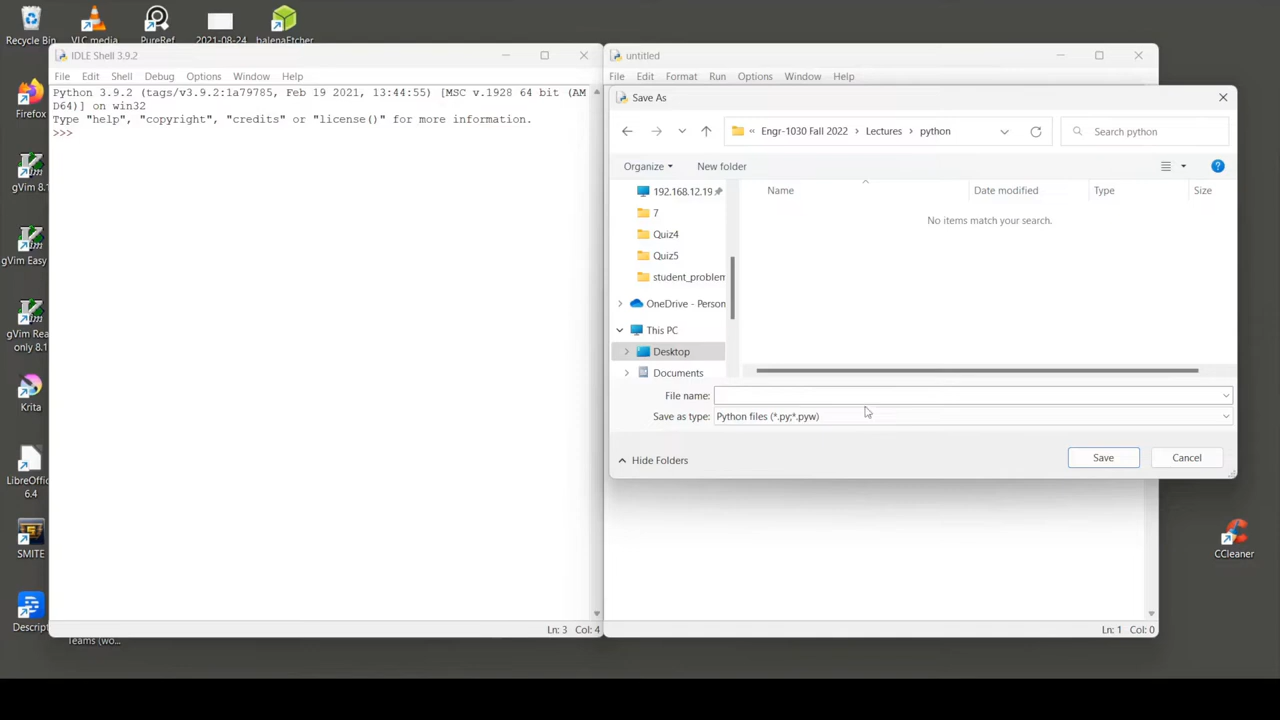 Recycle Bin
VLC media
PureRef
2021-08-24
balenaEtcher
Firefox
gVim 8.1
gVim Easy
gVim Rea
only 8.1
Krita
LibreOffi
6.4
SMITE
Descript
Teams (wo...
CCleaner
IDLE Shell 3.9.2
File Edit Shell Debug Options Window Help
Python 3.9.2 (tags/v3.9.2:1a79785, Feb 19 2021, 13:44:55) [MSC v.1928 64 bit (AM
D64)] on win32
Type "help", "copyright", "credits" or "license()" for more information.
>>>
Ln: 3 Col: 4
untitled
File Edit Format Run Options Window Help
Save As
« Engr-1030 Fall 2022 > Lectures > python
Search python
Organize New folder
192.168.12.19
7
Quiz4
Quiz5
student_problem
OneDrive - Person
This PC
Desktop
Documents
Name Date modified Type Size
No items match your search.
File name:
Save as type: Python files (*.py;*.pyw)
Hide Folders
Save Cancel
Ln: 1 Col: 0